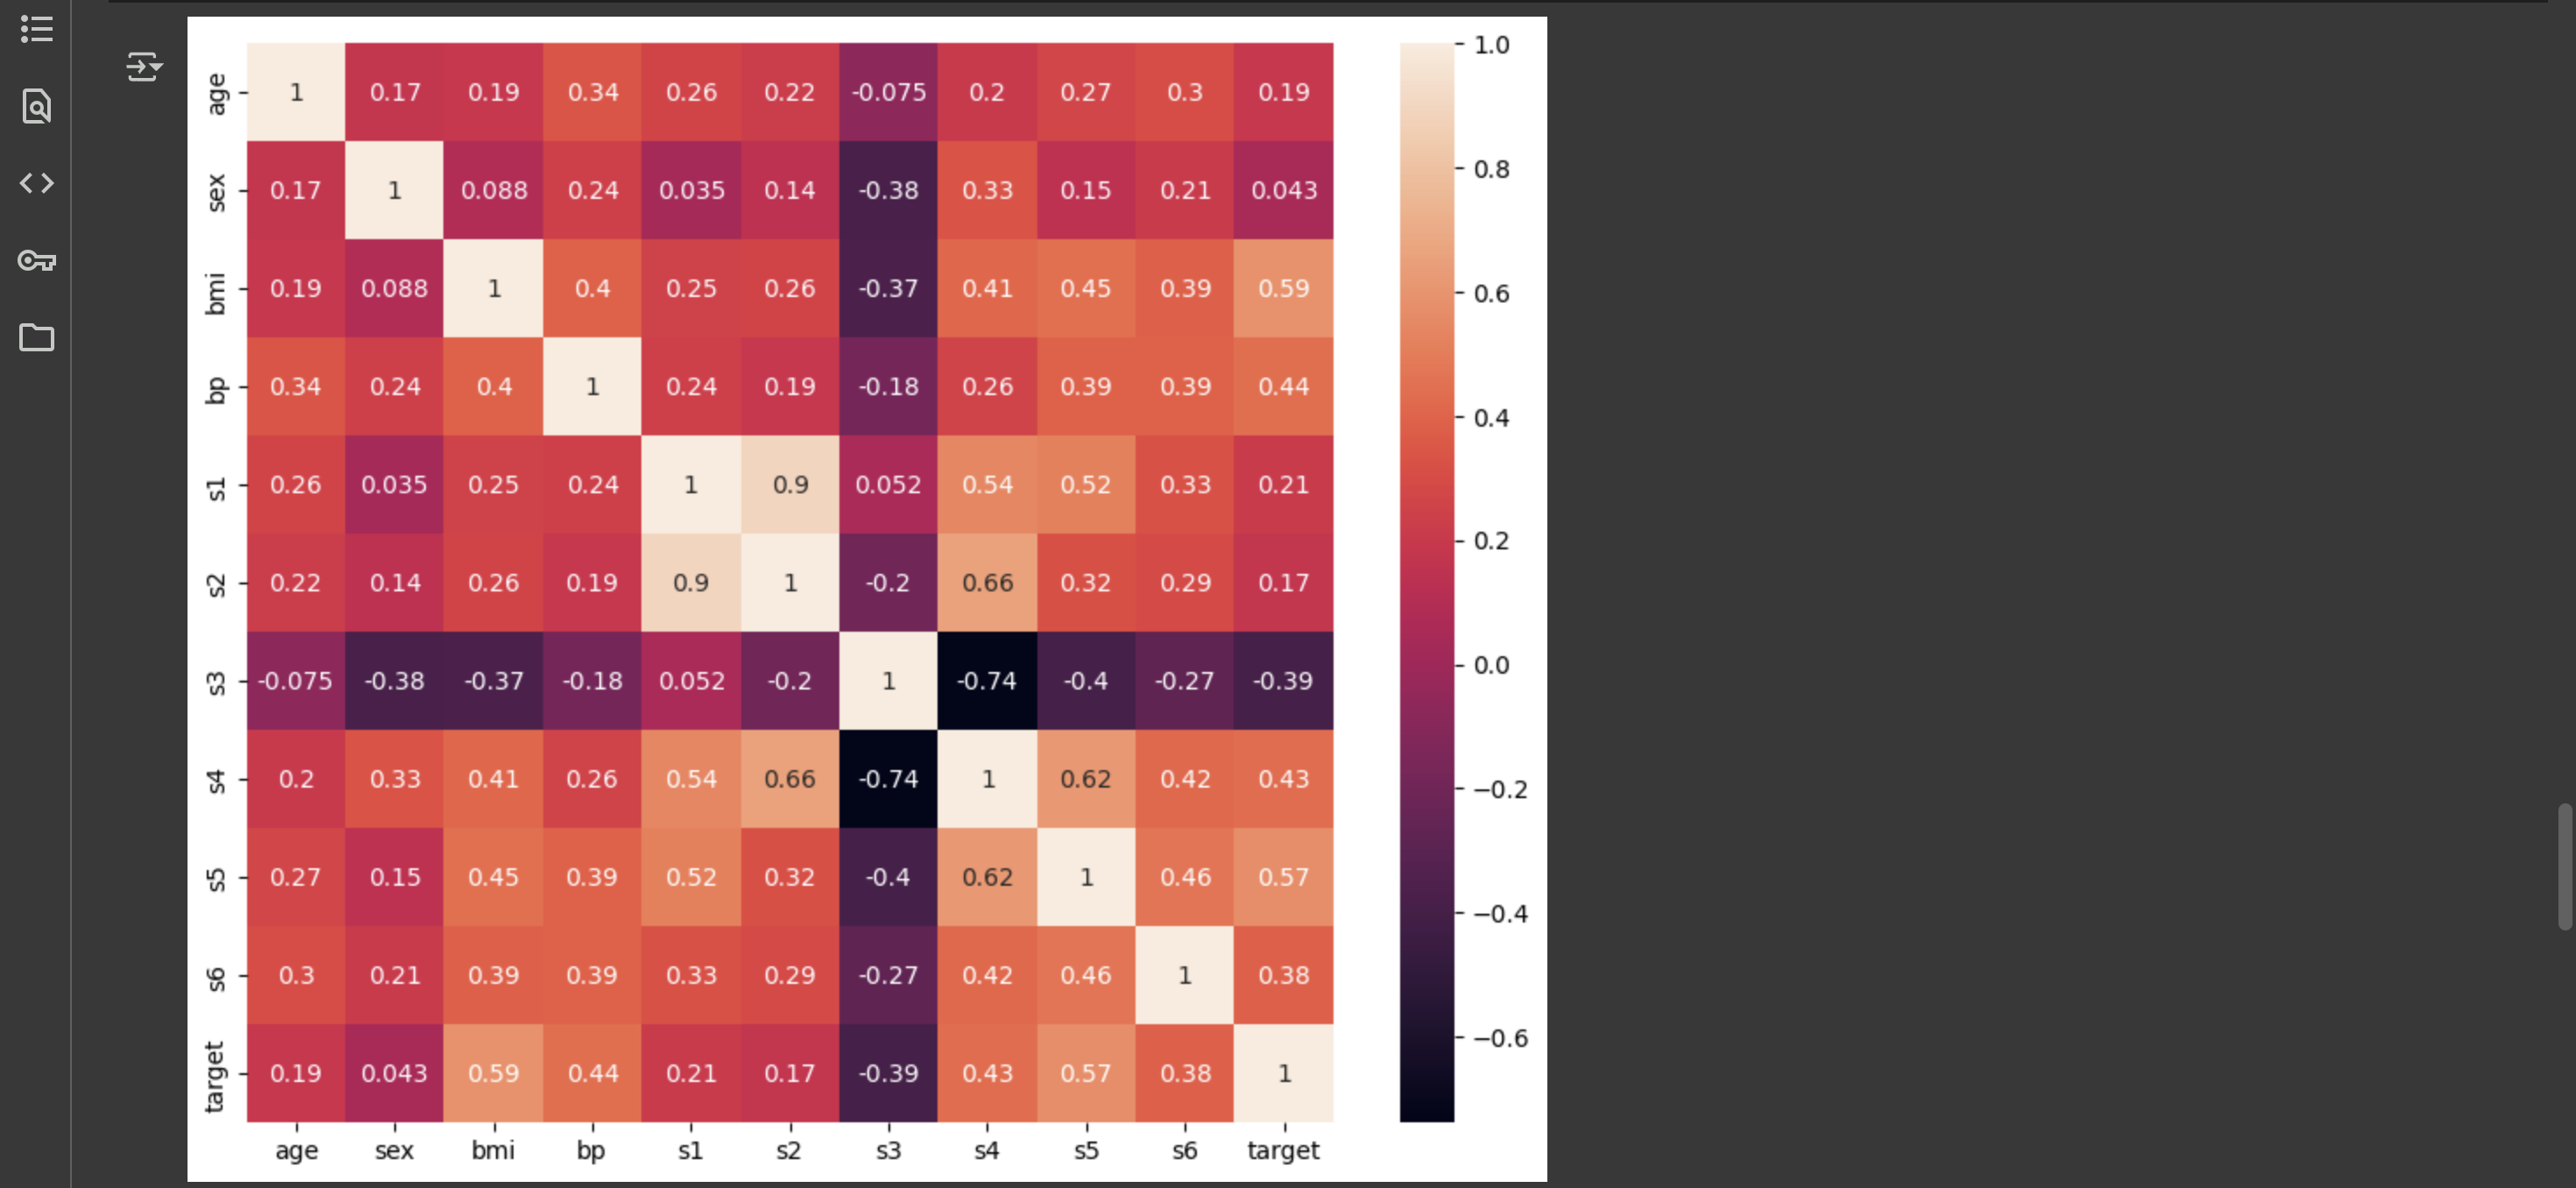 age 1 0.17 0.19 0.34 0.26 0.22 -0.075 0.2 0.27 0.3 0.19
sex 0.17 1 0.088 0.24 0.035 0.14 -0.38 0.33 0.15 0.21 0.043
bmi 0.19 0.088 1 0.4 0.25 0.26 -0.37 0.41 0.45 0.39 0.59
bp 0.34 0.24 0.4 1 0.24 0.19 -0.18 0.26 0.39 0.39 0.44
s1 0.26 0.035 0.25 0.24 1 0.9 0.052 0.54 0.52 0.33 0.21
s2 0.22 0.14 0.26 0.19 0.9 1 -0.2 0.66 0.32 0.29 0.17
s3 -0.075 -0.38 -0.37 -0.18 0.052 -0.2 1 -0.74 -0.4 -0.27 -0.39
s4 0.2 0.33 0.41 0.26 0.54 0.66 -0.74 1 0.62 0.42 0.43
s5 0.27 0.15 0.45 0.39 0.52 0.32 -0.4 0.62 1 0.46 0.57
s6 0.3 0.21 0.39 0.39 0.33 0.29 -0.27 0.42 0.46 1 0.38
target 0.19 0.043 0.59 0.44 0.21 0.17 -0.39 0.43 0.57 0.38 1
age sex bmi bp s1 s2 s3 s4 s5 s6 target
1.0
0.8
0.6
0.4
0.2
0.0
−0.2
−0.4
−0.6